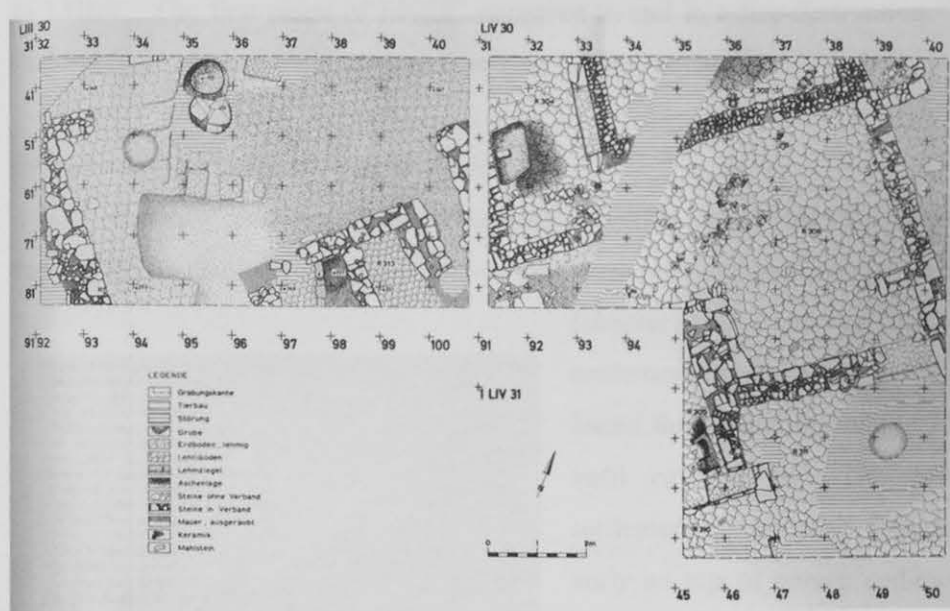 LIII 30
LIV 30
31 32 33 34 35 36 37 38 39 40
31 32 33 34 35 36 37 38 39 40
41
51
61
71
81
R 304
R 308
R 313
91 92 93 94 95 96 97 98 99 100
91 92 93 94
LIV 31
LEGENDE
Grabungskante
Tierbau
Störung
Grube
Erdboden, lehmig
Lehmboden
Lehmziegel
Aschenlage
Steine ohne Verband
Steine in Verband
Mauer, ausgeraubt
Keramik
Mahlstein
0 1 2m
45 46 47 48 49 50